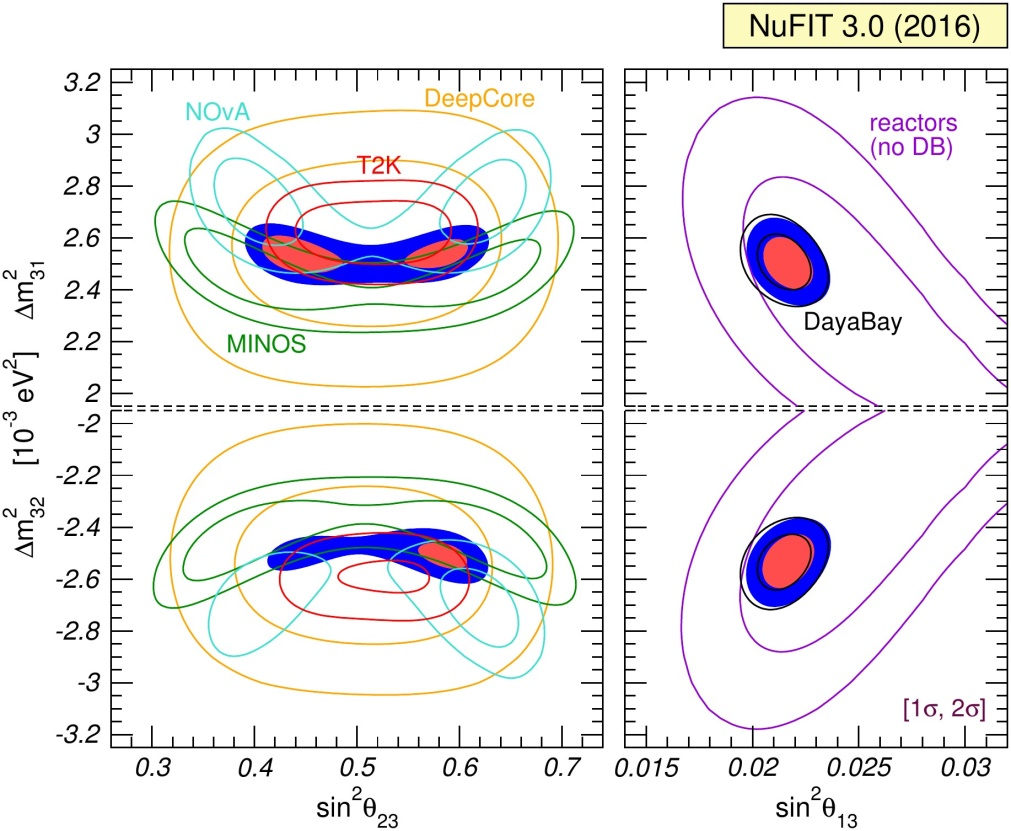 NuFIT 3.0 (2016)
3.2
3
2.8
2.6
2.4
2.2
2
-2
-2.2
-2.4
-2.6
-2.8
-3
-3.2
Δm²₃₁
[10⁻³ eV²]
Δm²₃₂
NOvA
DeepCore
T2K
MINOS
reactors
(no DB)
DayaBay
[1σ, 2σ]
0.3 0.4 0.5 0.6 0.7
0.015 0.02 0.025 0.03
sin²θ₂₃
sin²θ₁₃